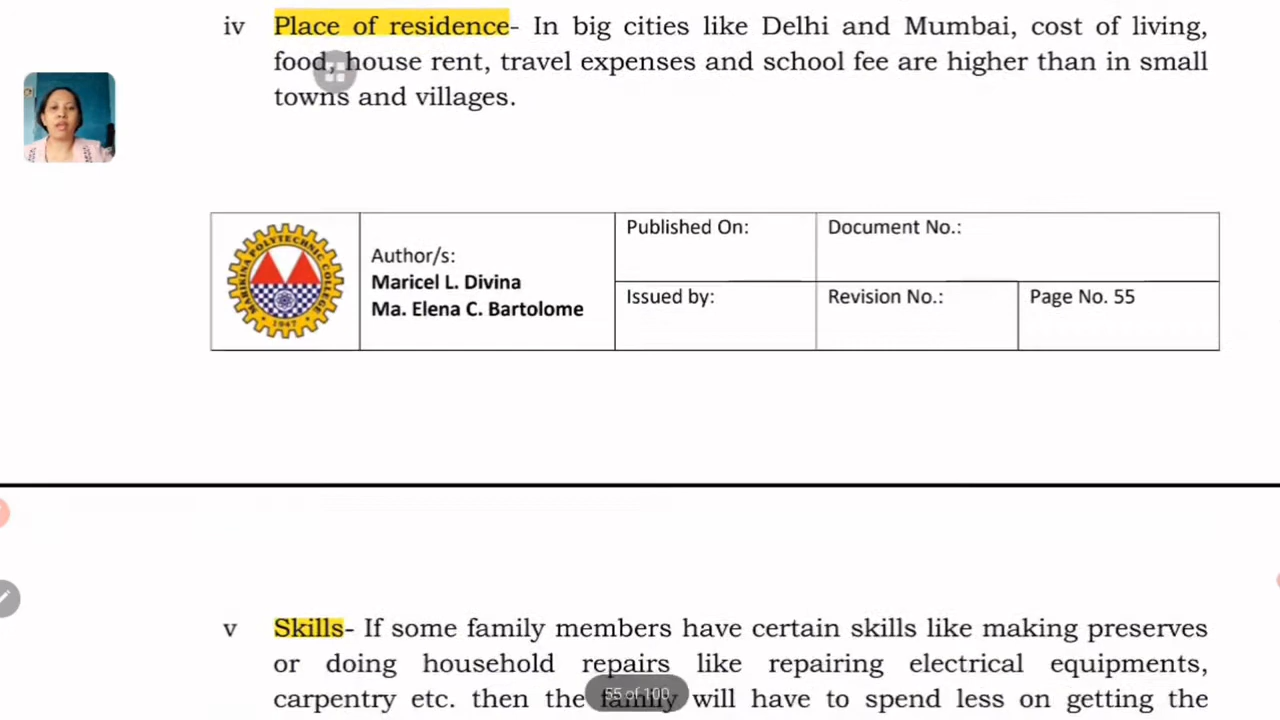 iv Place of residence- In big cities like Delhi and Mumbai, cost of living,
food, house rent, travel expenses and school fee are higher than in small
towns and villages.
MARIKINA POLYTECHNIC COLLEGE
1947
Author/s:
Maricel L. Divina
Ma. Elena C. Bartolome
Published On:
Document No.:
Issued by:
Revision No.:
Page No. 55
v Skills- If some family members have certain skills like making preserves
or doing household repairs like repairing electrical equipments,
carpentry etc. then the family will have to spend less on getting the
55 of 100